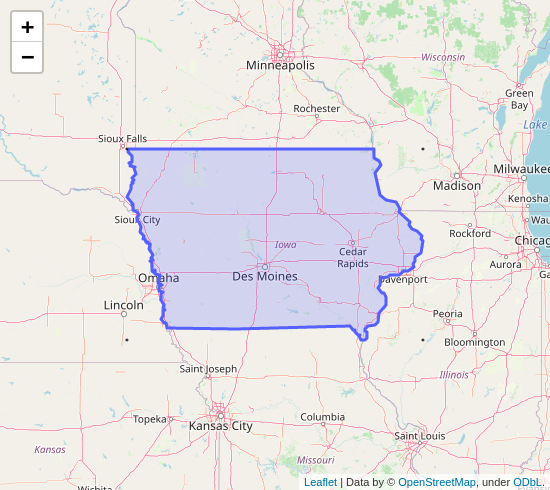 +
−
Minneapolis
Wisconsin
Green
Bay
Rochester
Lake
Sioux Falls
Milwaukee
Madison
Kenosha
Sioux City
Rockford
Chicag
Iowa
Cedar
Rapids
Aurora
Omaha
Des Moines
Davenport
Lincoln
Peoria
Bloomington
Saint Joseph
Illinois
Topeka
Columbia
Kansas City
Saint Louis
Kansas
Missouri
Wichita
Leaflet | Data by © OpenStreetMap, under ODbL.